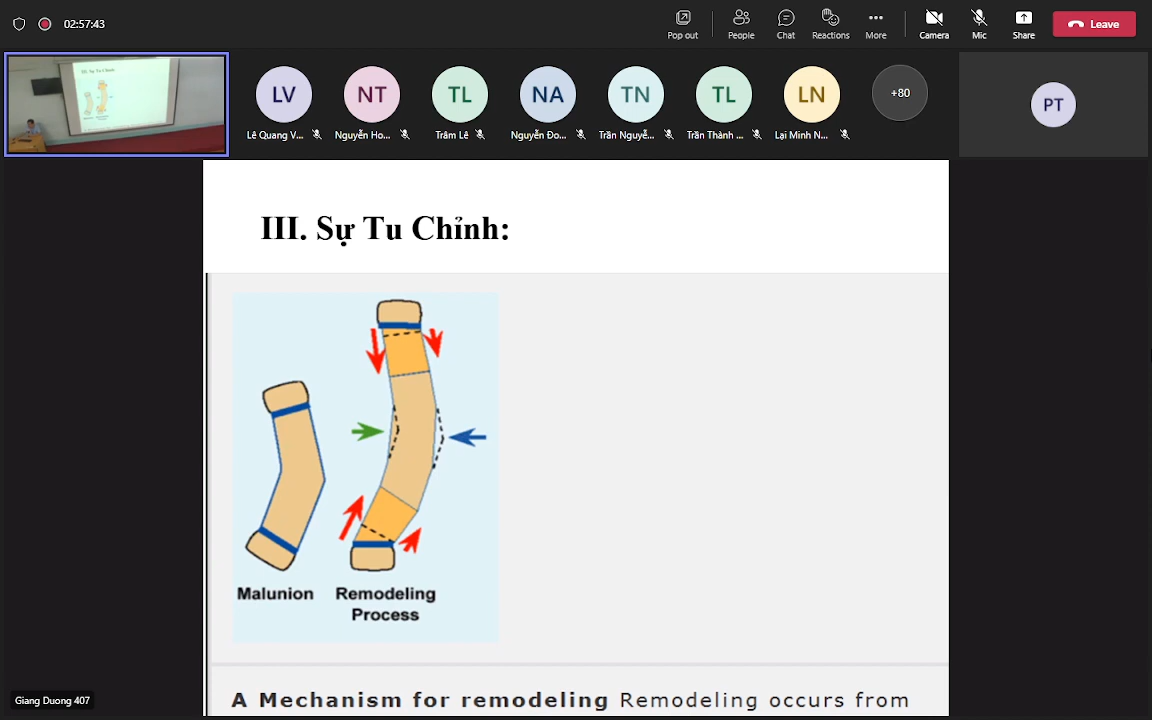 02:57:43
Pop out
People
Chat
Reactions
More
Camera
Mic
Share
Leave
LV
NT
TL
NA
TN
TL
LN
+80
PT
Lê Quang V...
Nguyễn Ho...
Trâm Lê
Nguyễn Đo...
Trần Nguyễ...
Trần Thành ...
Lại Minh N...
III. Sự Tu Chỉnh:
Malunion
Remodeling
Process
A Mechanism for remodeling Remodeling occurs from
Giang Duong 407